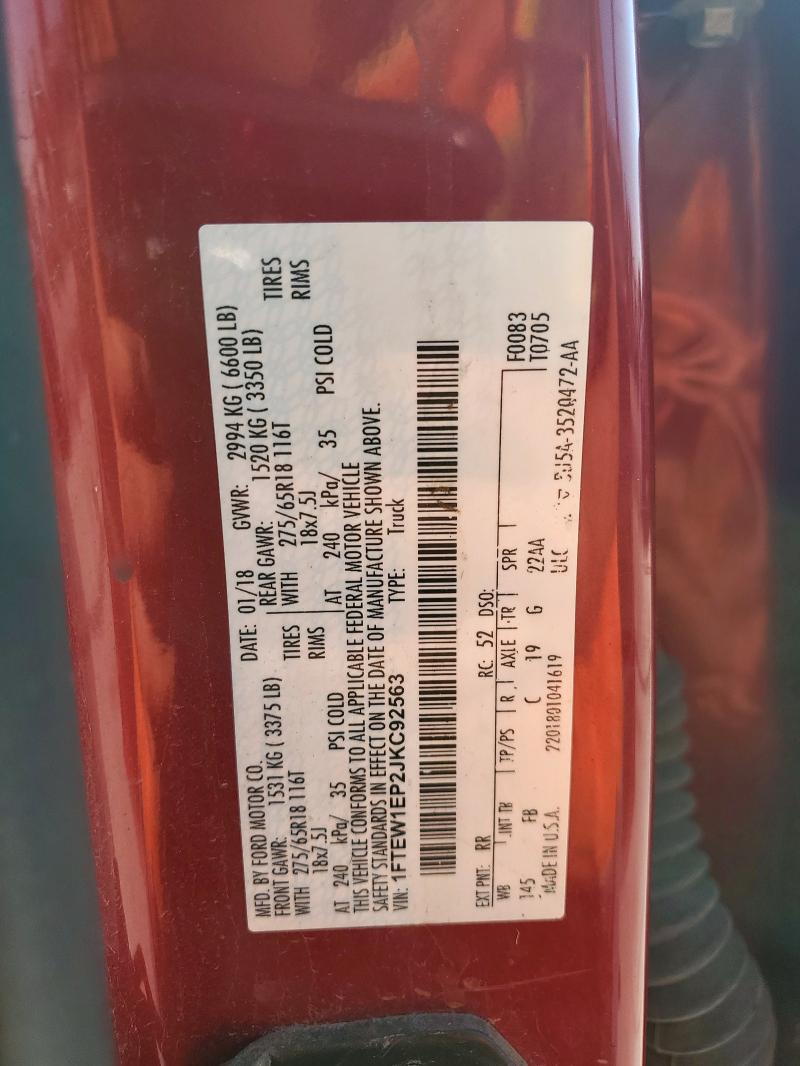 MFD. BY FORD MOTOR CO. DATE: 01/18 GVWR: 2994 KG ( 6600 LB)
FRONT GAWR: 1531 KG ( 3375 LB) REAR GAWR: 1520 KG ( 3350 LB)
WITH 275/65R18 116T TIRES WITH 275/65R18 116T TIRES
18x7.5J RIMS 18x7.5J RIMS
AT 240 kPa/ 35 PSI COLD AT 240 kPa/ 35 PSI COLD
THIS VEHICLE CONFORMS TO ALL APPLICABLE FEDERAL MOTOR VEHICLE
SAFETY STANDARDS IN EFFECT ON THE DATE OF MANUFACTURE SHOWN ABOVE.
VIN: 1FTEW1EP2JKC92563 TYPE: Truck
EXT PNT: RR RC: 52 DSO: F0083
WB INT TR TP/PS R AXLE TR SPR T0705
145 FB C 19 G 22AA
MADE IN U.S.A. 2201801041619 5U5A-3520472-AA